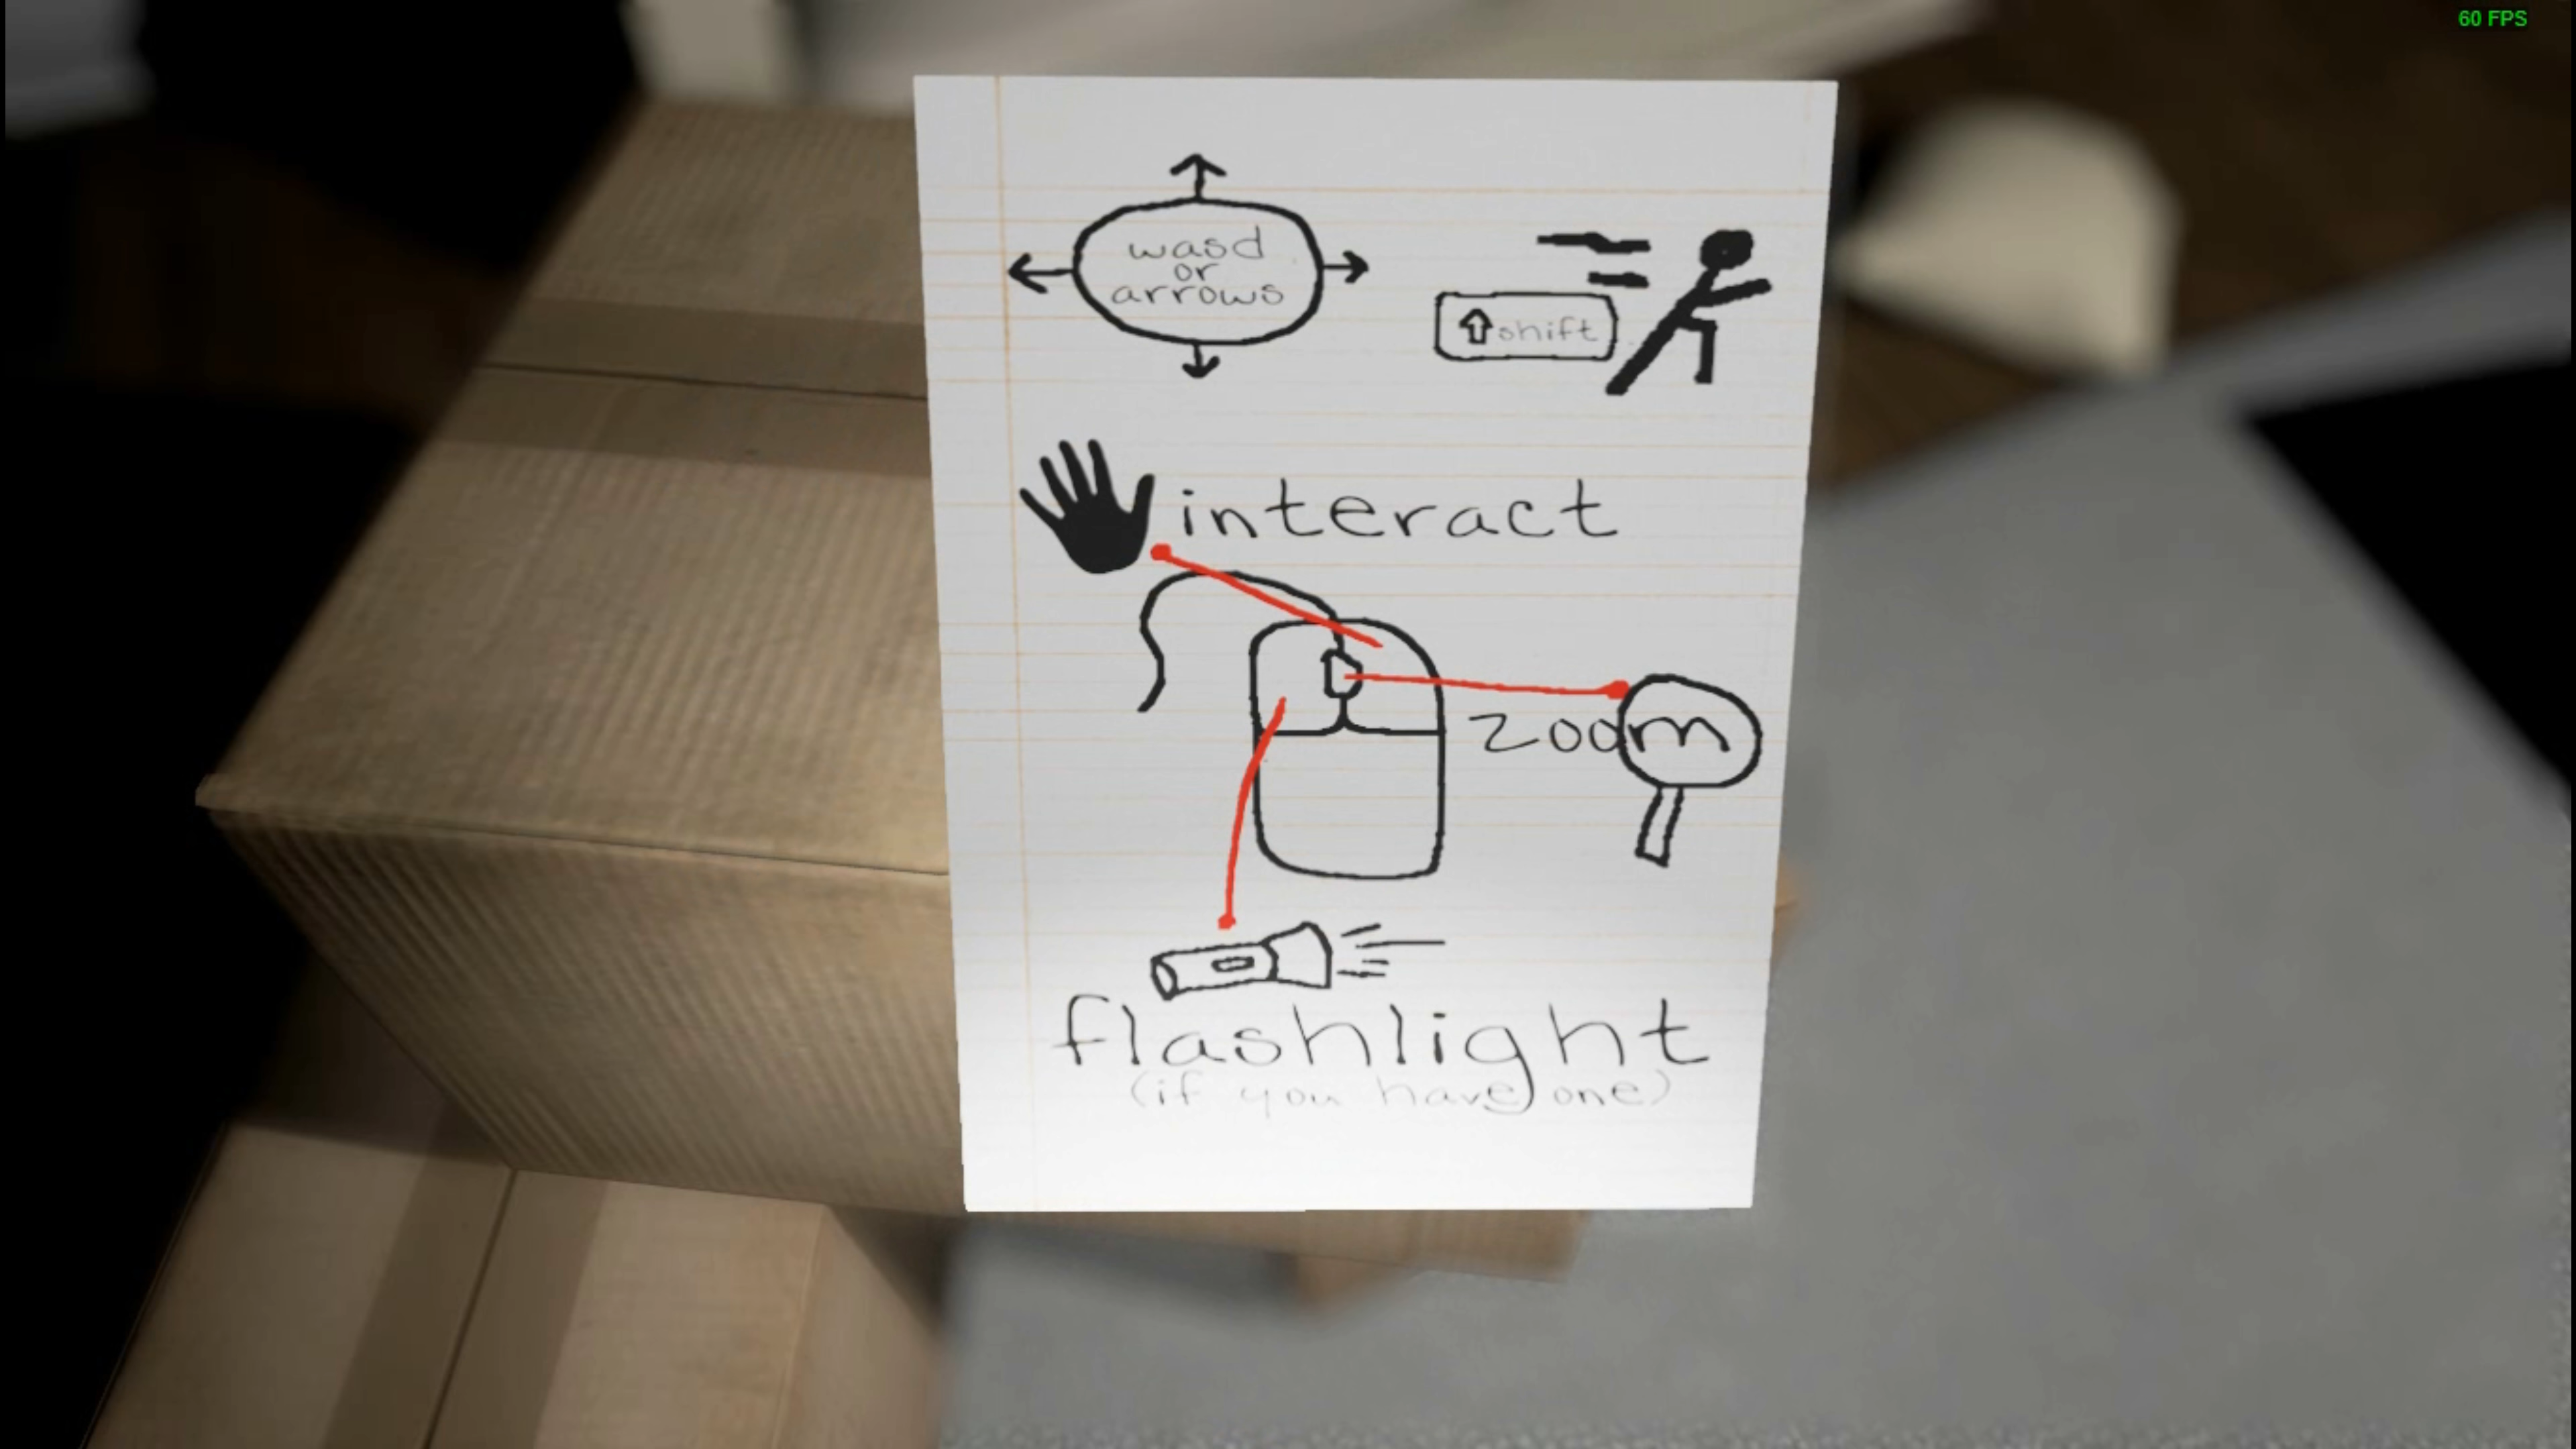 60 FPS
wasd
or
arrows
shift
interact
zoom
flashlight
(if you have one)